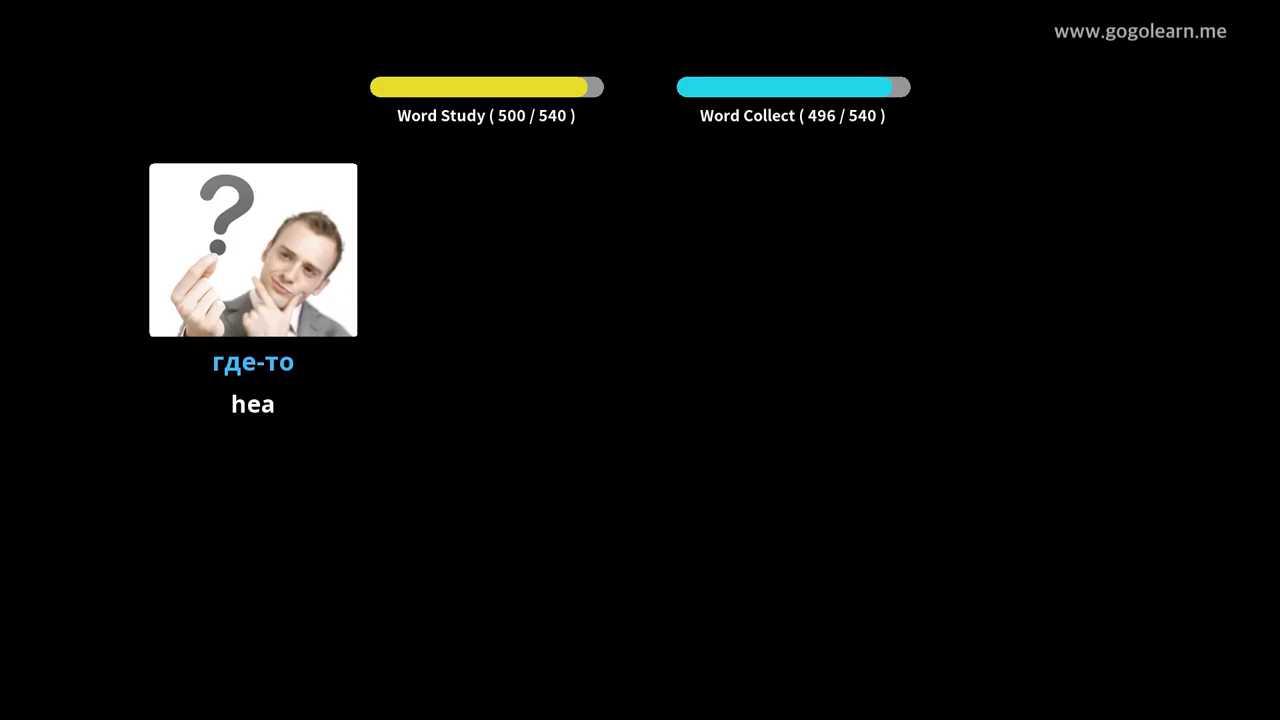 www.gogolearn.me
Word Study ( 500 / 540 )
Word Collect ( 496 / 540 )
?
где-то
hea